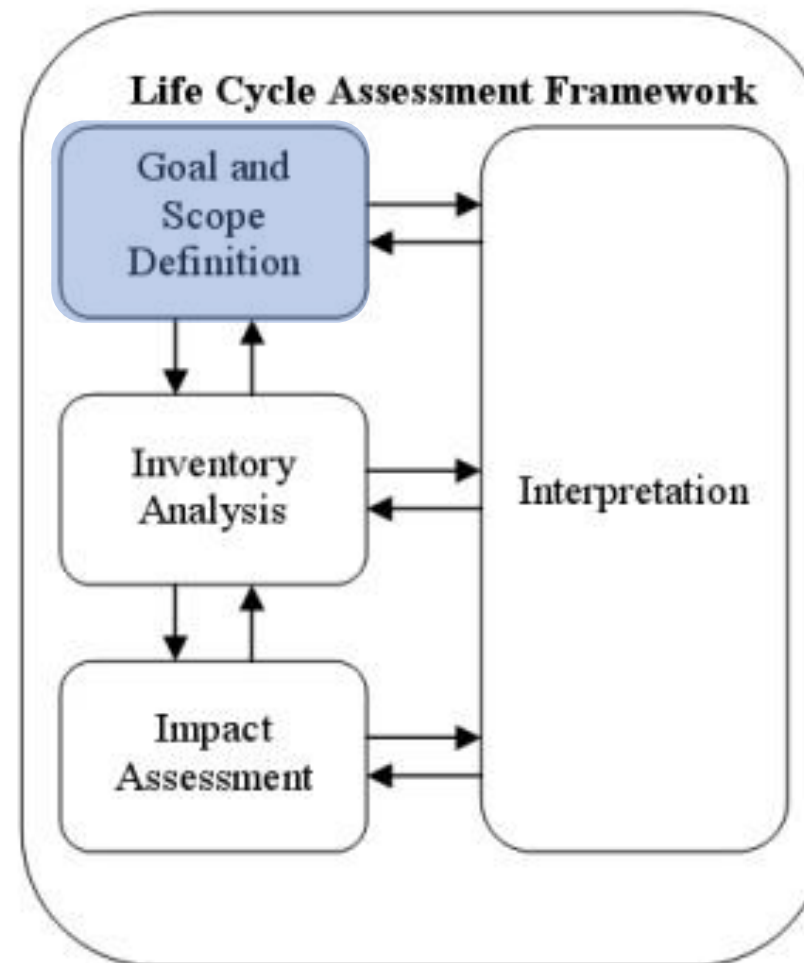 Life Cycle Assessment Framework
Goal and
Scope
Definition
Inventory
Analysis
Interpretation
Impact
Assessment